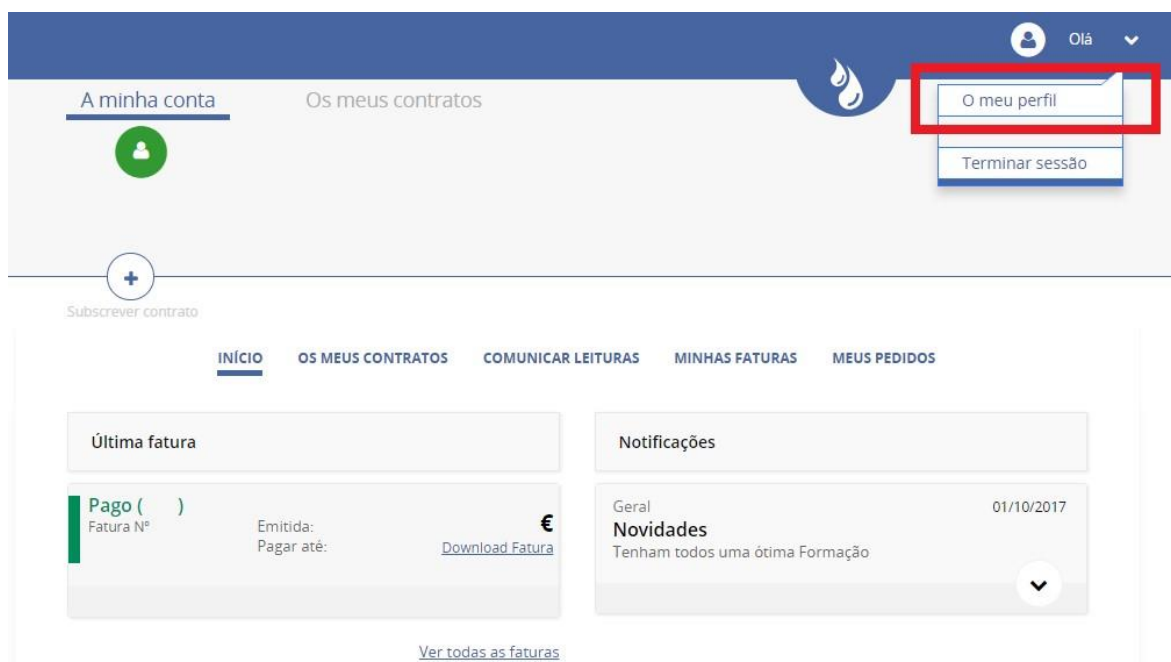 Olá
A minha conta
Os meus contratos
O meu perfil
Terminar sessão
Subscrever contrato
INÍCIO
OS MEUS CONTRATOS
COMUNICAR LEITURAS
MINHAS FATURAS
MEUS PEDIDOS
Última fatura
Pago ( )
Fatura Nº
Emitida:
Pagar até:
€
Download Fatura
Ver todas as faturas
Notificações
Geral
01/10/2017
Novidades
Tenham todos uma ótima Formação